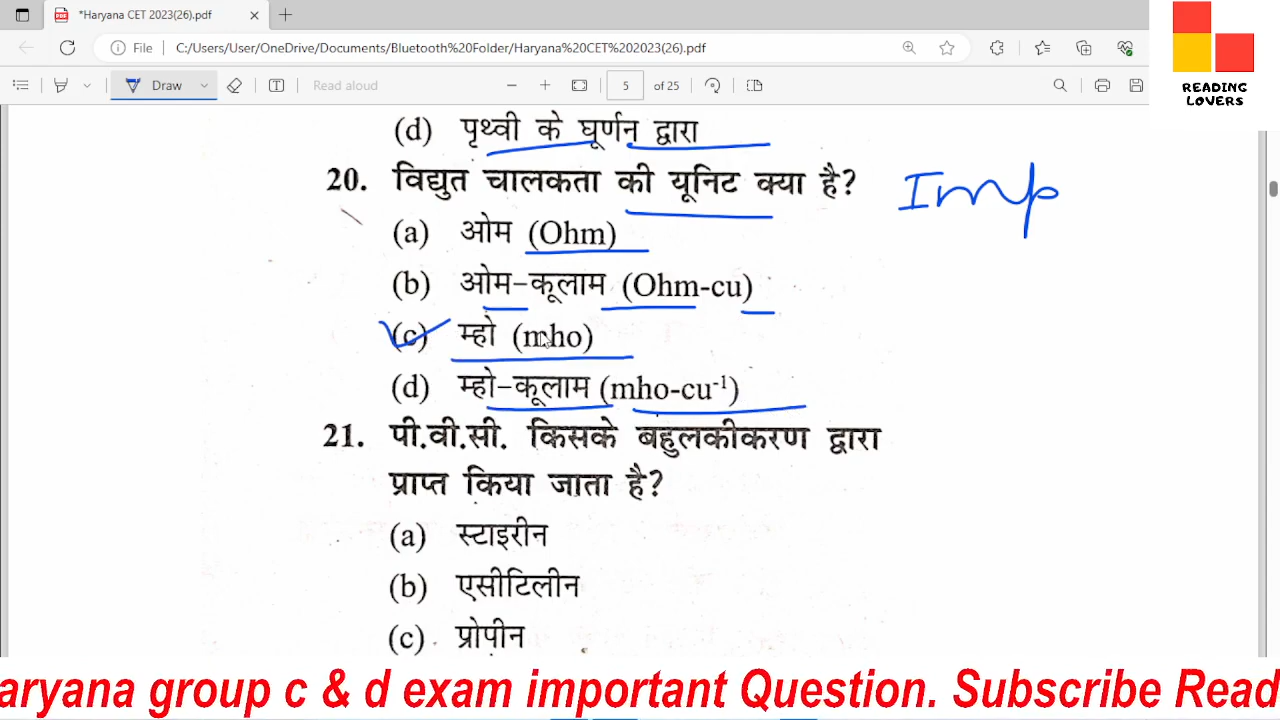 *Haryana CET 2023(26).pdf
File C:/Users/User/OneDrive/Documents/Bluetooth%20Folder/Haryana%20CET%202023(26).pdf
Draw Read aloud 5 of 25
READING
LOVERS
(d) पृथ्वी के घूर्णन द्वारा
20. विद्युत चालकता की यूनिट क्या है? Imp
(a) ओम (Ohm)
(b) ओम-कूलाम (Ohm-cu)
(c) म्हो (mho)
(d) म्हो-कूलाम (mho-cu⁻¹)
21. पी.वी.सी. किसके बहुलकीकरण द्वारा
प्राप्त किया जाता है?
(a) स्टाइरीन
(b) एसीटिलीन
(c) प्रोपीन
aryana group c & d exam important Question. Subscribe Read